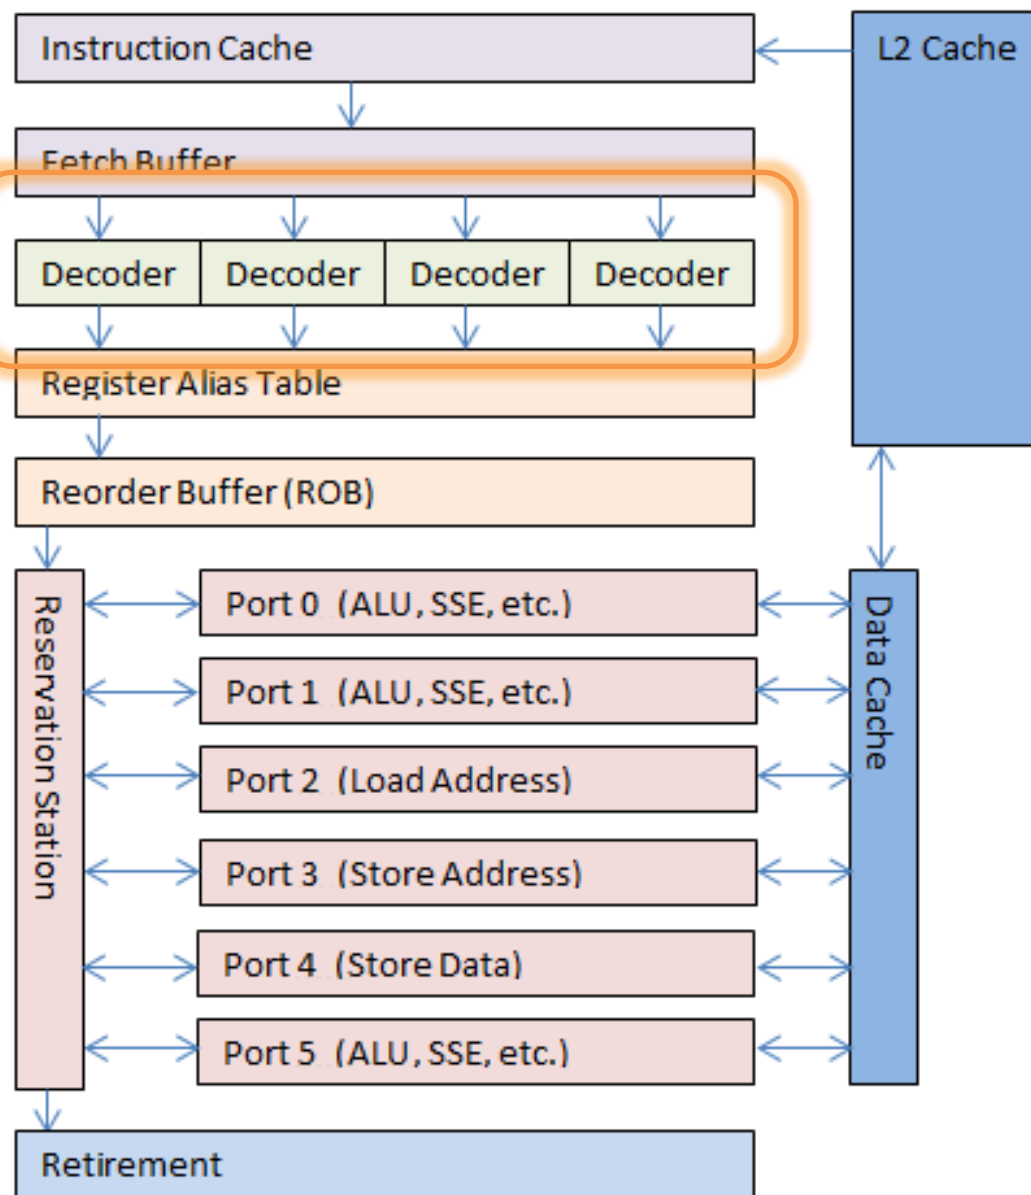 Instruction Cache
L2 Cache
Fetch Buffer
Decoder Decoder Decoder Decoder
Register Alias Table
Reorder Buffer (ROB)
Reservation Station
Port 0 (ALU, SSE, etc.)
Port 1 (ALU, SSE, etc.)
Port 2 (Load Address)
Port 3 (Store Address)
Port 4 (Store Data)
Port 5 (ALU, SSE, etc.)
Data Cache
Retirement